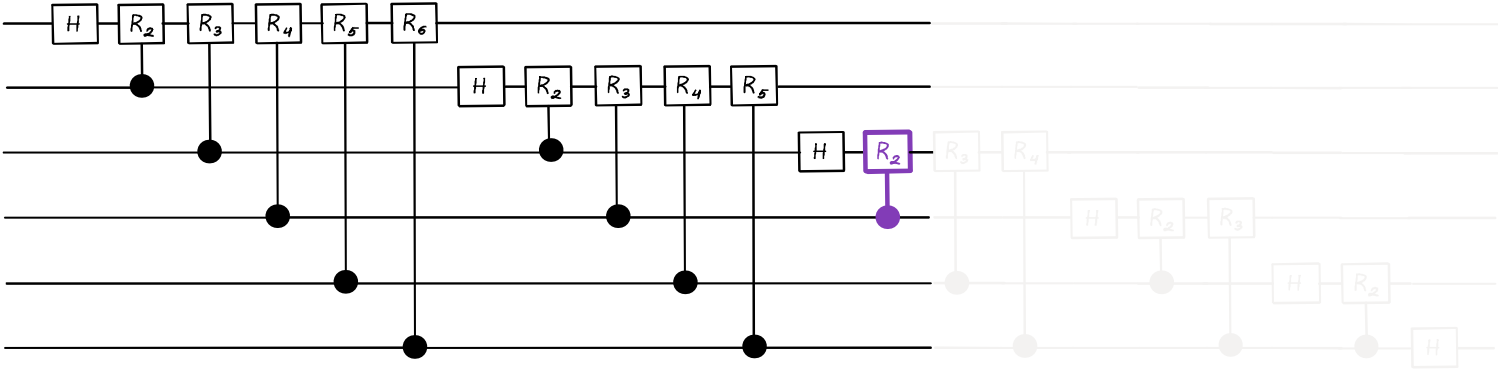 H R₂ R₃ R₄ R₅ R₆
H R₂ R₃ R₄ R₅
H R₂ R₃ R₄
H R₂ R₃
H R₂
H